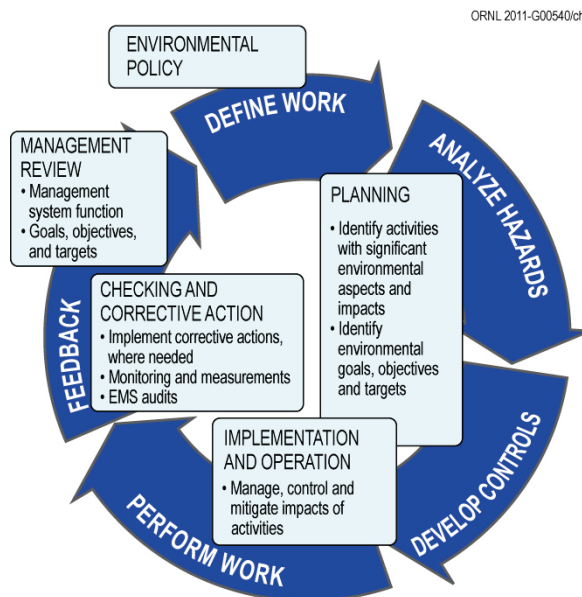 ORNL 2011-G00540/ch
ENVIRONMENTAL
POLICY
DEFINE WORK
ANALYZE HAZARDS
MANAGEMENT
REVIEW
• Management
system function
• Goals, objectives,
and targets
PLANNING
• Identify activities
with significant
environmental
aspects and
impacts
• Identify
environmental
goals, objectives
and targets
CHECKING AND
CORRECTIVE ACTION
• Implement corrective actions,
where needed
• Monitoring and measurements
• EMS audits
FEEDBACK
IMPLEMENTATION
AND OPERATION
• Manage, control and
mitigate impacts of
activities
DEVELOP CONTROLS
PERFORM WORK